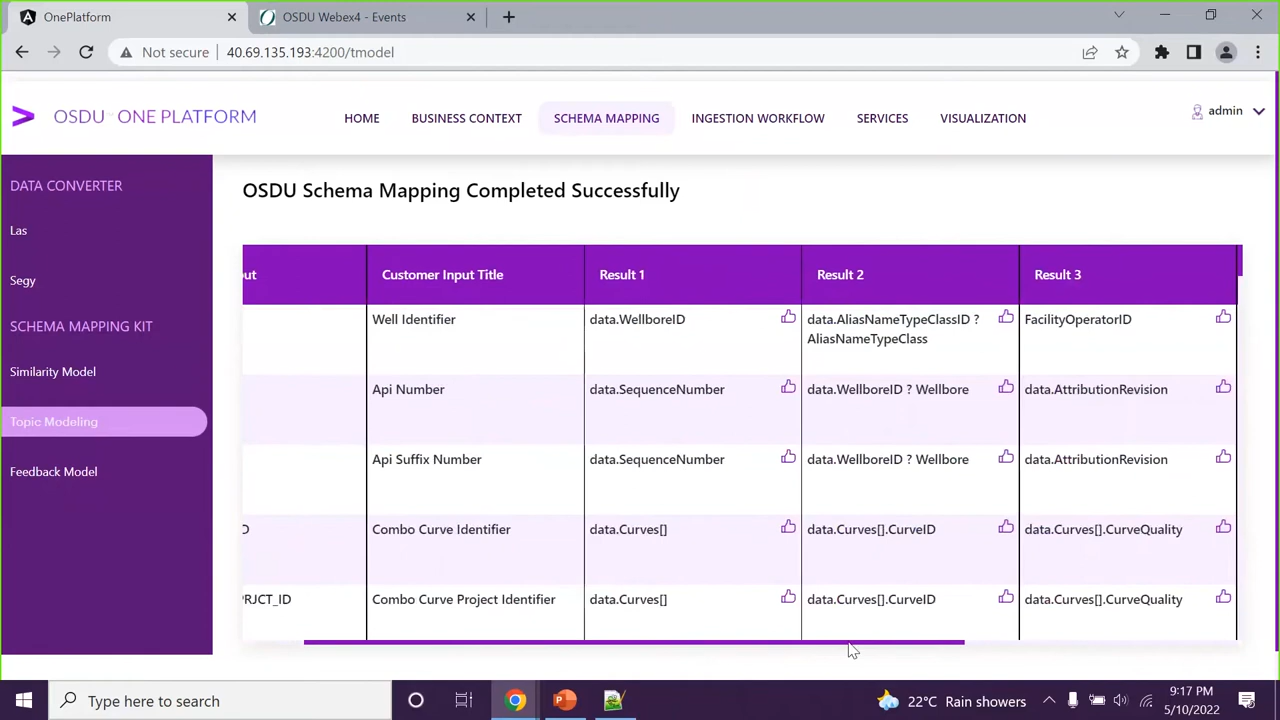 OnePlatform
OSDU Webex4 - Events
Not secure | 40.69.135.193:4200/tmodel
OSDU ONE PLATFORM
HOME
BUSINESS CONTEXT
SCHEMA MAPPING
INGESTION WORKFLOW
SERVICES
VISUALIZATION
admin
DATA CONVERTER
Las
Segy
SCHEMA MAPPING KIT
Similarity Model
Topic Modeling
Feedback Model
OSDU Schema Mapping Completed Successfully
out Customer Input Title Result 1 Result 2 Result 3
Well Identifier data.WellboreID data.AliasNameTypeClassID ? FacilityOperatorID
AliasNameTypeClass
Api Number data.SequenceNumber data.WellboreID ? Wellbore data.AttributionRevision
Api Suffix Number data.SequenceNumber data.WellboreID ? Wellbore data.AttributionRevision
D Combo Curve Identifier data.Curves[] data.Curves[].CurveID data.Curves[].CurveQuality
PRJCT_ID Combo Curve Project Identifier data.Curves[] data.Curves[].CurveID data.Curves[].CurveQuality
Type here to search
22°C Rain showers
9:17 PM
5/10/2022